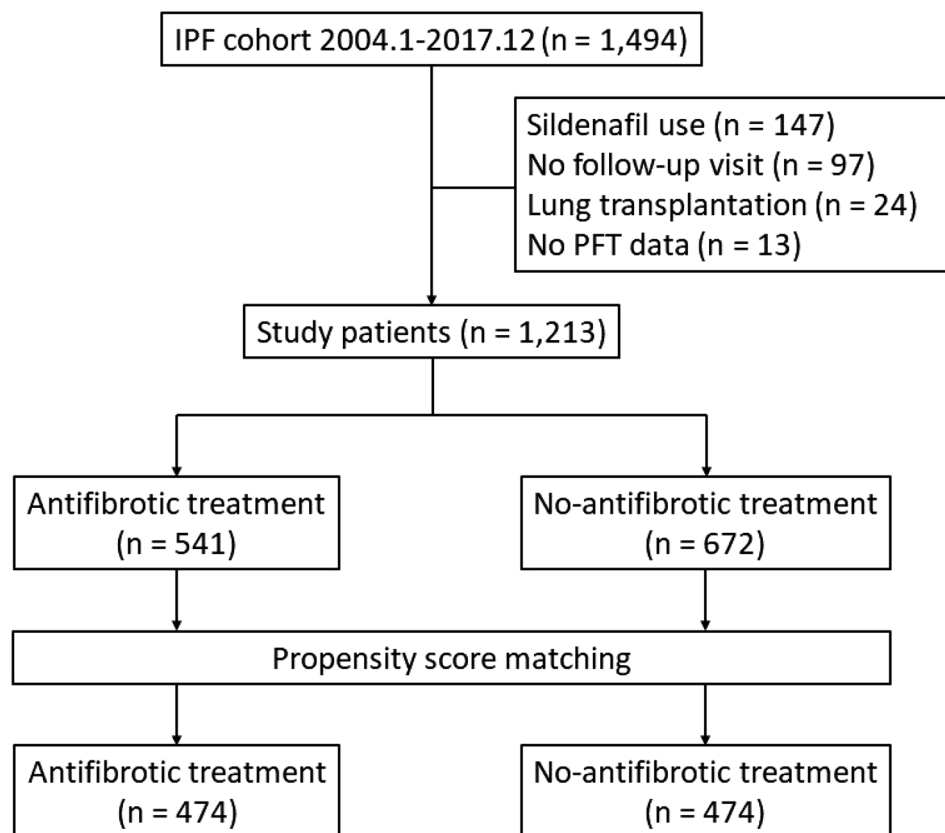 IPF cohort 2004.1-2017.12 (n = 1,494)
Sildenafil use (n = 147)
No follow-up visit (n = 97)
Lung transplantation (n = 24)
No PFT data (n = 13)
Study patients (n = 1,213)
Antifibrotic treatment
(n = 541)
No-antifibrotic treatment
(n = 672)
Propensity score matching
Antifibrotic treatment
(n = 474)
No-antifibrotic treatment
(n = 474)